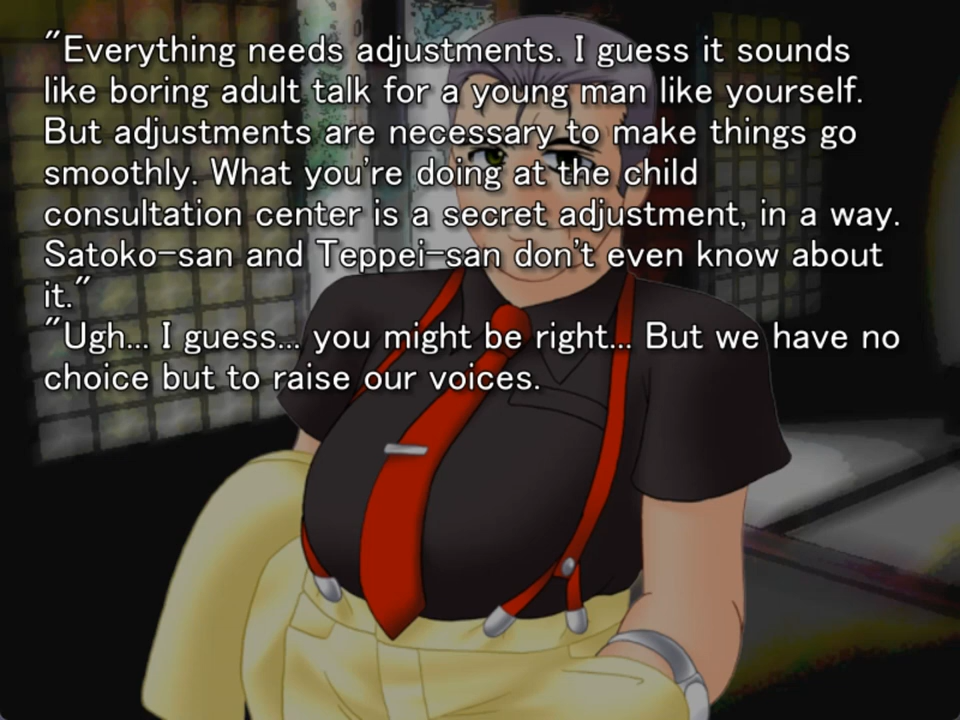 "Everything needs adjustments. I guess it sounds
like boring adult talk for a young man like yourself.
But adjustments are necessary to make things go
smoothly. What you're doing at the child
consultation center is a secret adjustment, in a way.
Satoko-san and Teppei-san don't even know about
it."
"Ugh... I guess... you might be right... But we have no
choice but to raise our voices.